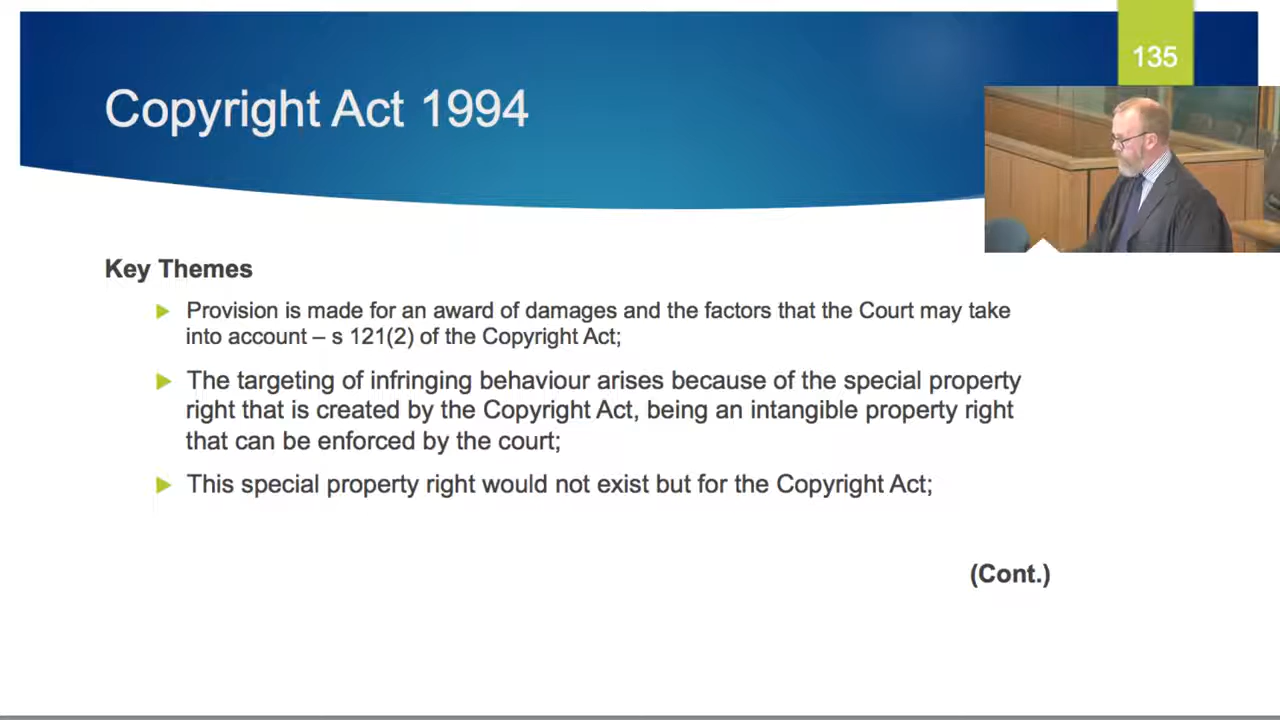 135
Copyright Act 1994
Key Themes
Provision is made for an award of damages and the factors that the Court may take
into account – s 121(2) of the Copyright Act;
The targeting of infringing behaviour arises because of the special property
right that is created by the Copyright Act, being an intangible property right
that can be enforced by the court;
This special property right would not exist but for the Copyright Act;
(Cont.)